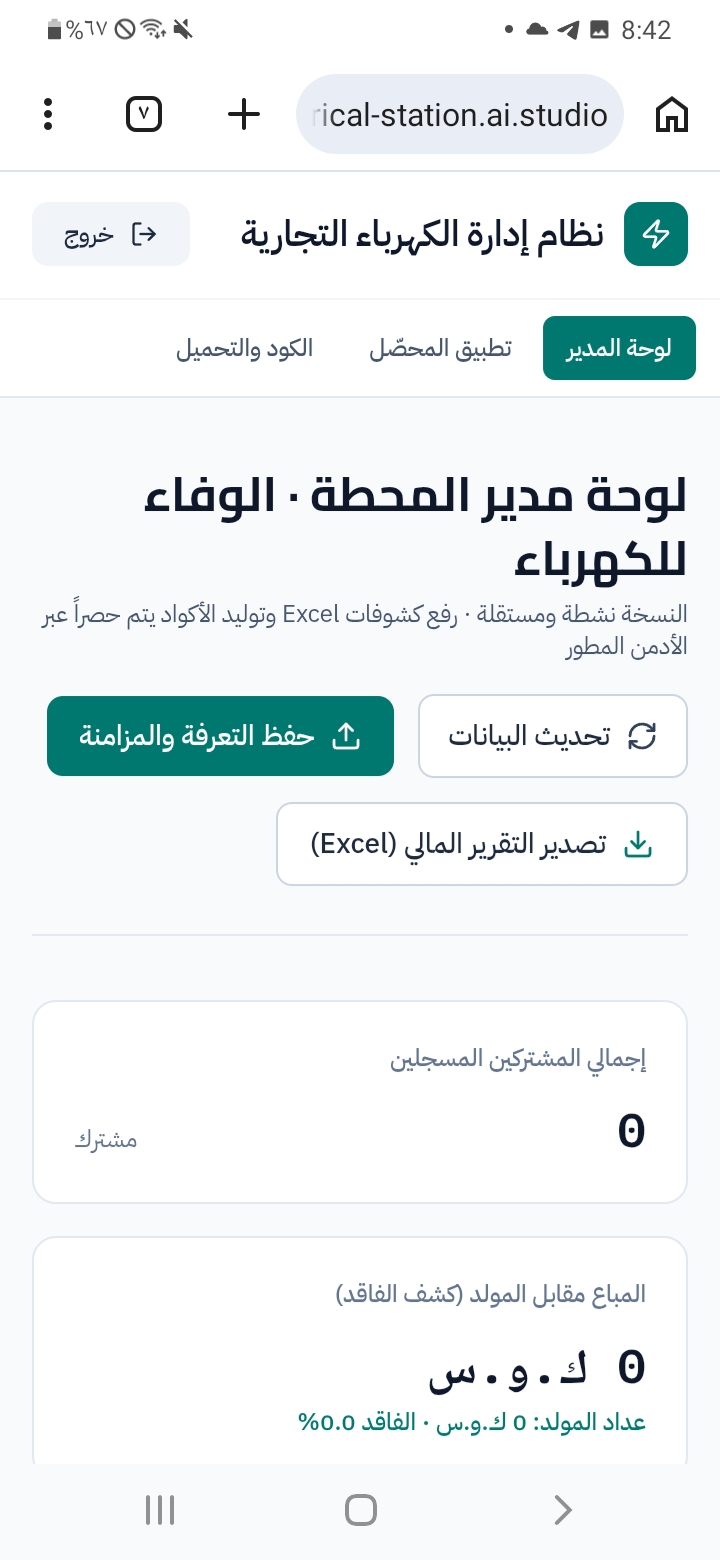 8:42
%٦٧
rical-station.ai.studio
٧
نظام إدارة الكهرباء التجارية
خروج
لوحة المدير
تطبيق المحصّل
الكود والتحميل
لوحة مدير المحطة · الوفاء
للكهرباء
النسخة نشطة ومستقلة · رفع كشوفات Excel وتوليد الأكواد يتم حصراً عبر
الأدمن المطور
تحديث البيانات
حفظ التعرفة والمزامنة
تصدير التقرير المالي (Excel)
إجمالي المشتركين المسجلين
0
مشترك
المباع مقابل المولد (كشف الفاقد)
0 ك.و.س
عداد المولد: 0 ك.و.س · الفاقد 0.0%